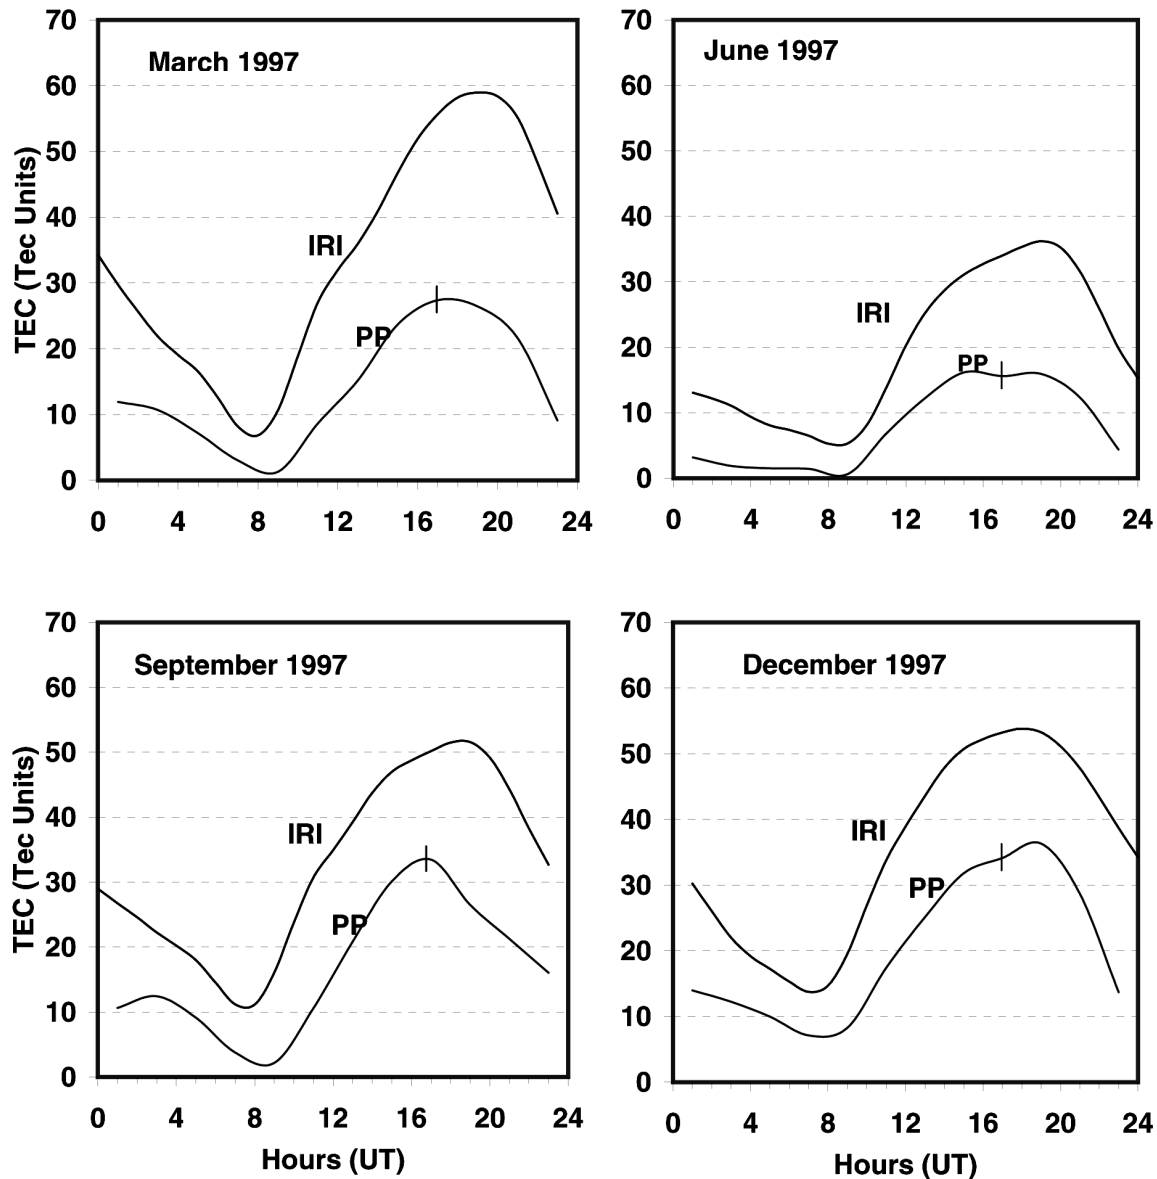 70
March 1997
60
50
40
IRI
30
PP
20
10
0
0 4 8 12 16 20 24
TEC (Tec Units)
70
June 1997
60
50
40
30
IRI
20
PP
10
0
0 4 8 12 16 20 24
70
September 1997
60
50
40
IRI
30
PP
20
10
0
0 4 8 12 16 20 24
TEC (Tec Units)
Hours (UT)
70
December 1997
60
50
40
IRI
30
PP
20
10
0
0 4 8 12 16 20 24
Hours (UT)